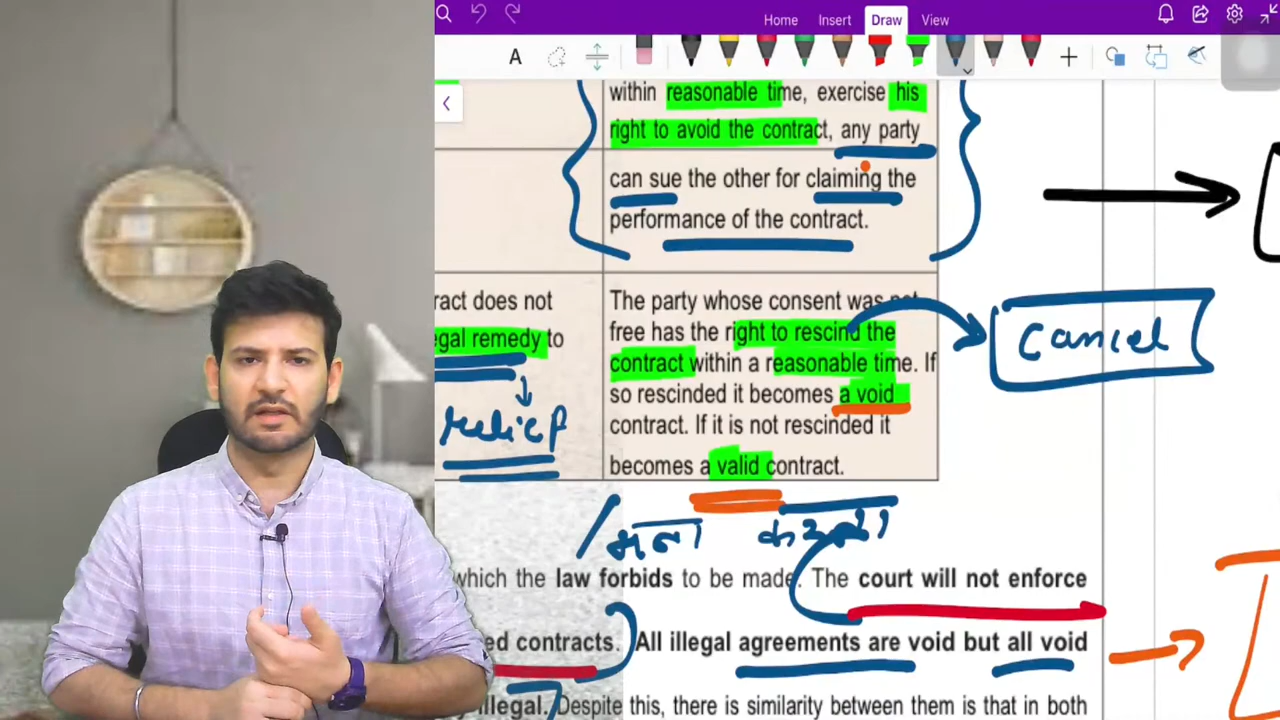 Home Insert Draw View
A
within reasonable time, exercise his
right to avoid the contract, any party
can sue the other for claiming the
performance of the contract.
ract does not
egal remedy to
relief
The party whose consent was not
free has the right to rescind the
contract within a reasonable time. If
so rescinded it becomes a void
contract. If it is not rescinded it
becomes a valid contract.
Cancel
मना
which the law forbids to be made. The court will not enforce
ed contracts. All illegal agreements are void but all void
illegal. Despite this, there is similarity between them is that in both